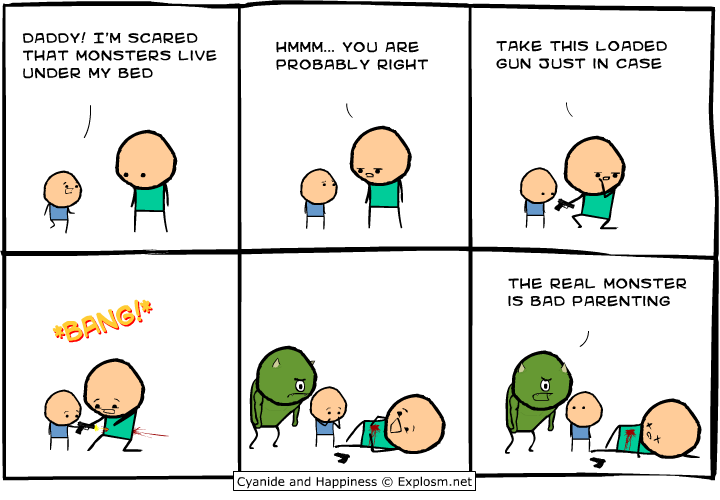 DADDY! I'M SCARED
THAT MONSTERS LIVE
UNDER MY BED
HMMM... YOU ARE
PROBABLY RIGHT
TAKE THIS LOADED
GUN JUST IN CASE
*BANG!*
THE REAL MONSTER
IS BAD PARENTING
Cyanide and Happiness © Explosm.net